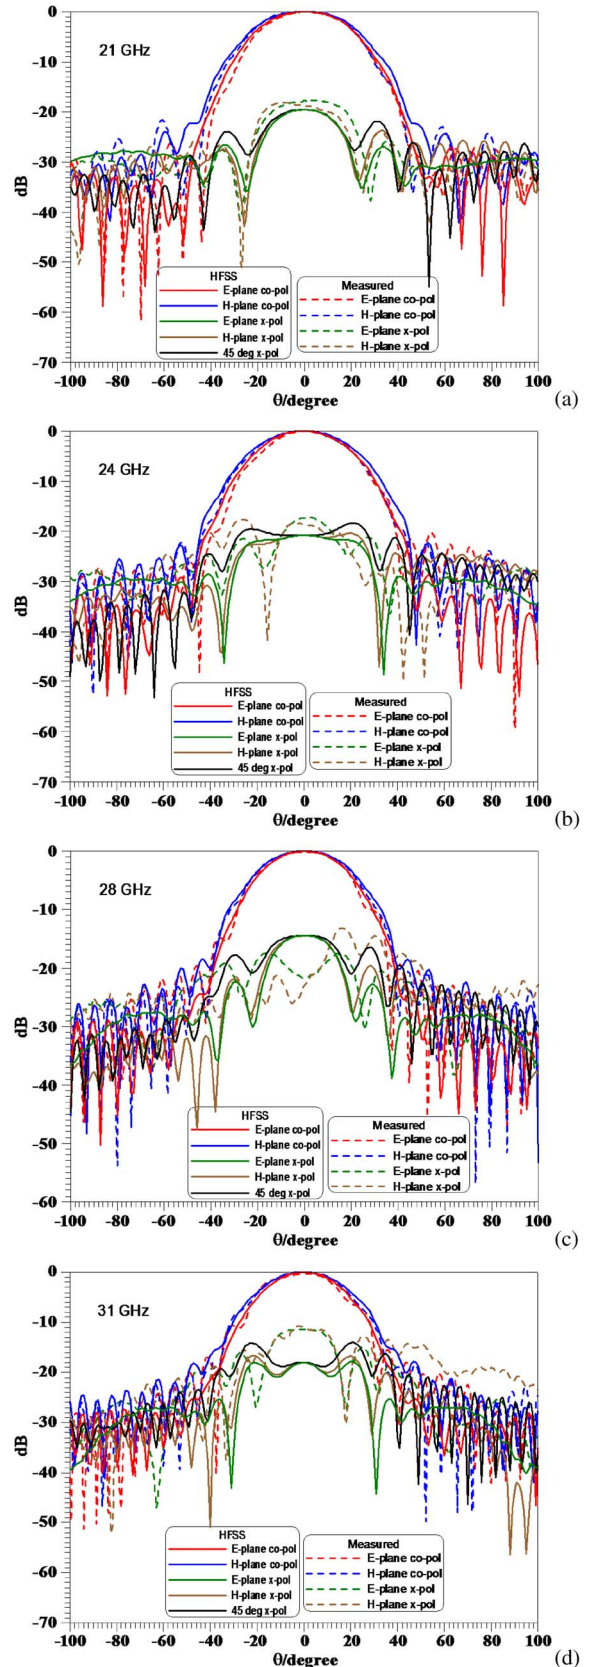 0
21 GHz
-10
-20
-30
dB
-40
-50
-60
-70
HFSS
E-plane co-pol
H-plane co-pol
E-plane x-pol
H-plane x-pol
45 deg x-pol
Measured
E-plane co-pol
H-plane co-pol
E-plane x-pol
H-plane x-pol
-100 -80 -60 -40 -20 0 20 40 60 80 100
θ/degree
(a)
0
24 GHz
-10
-20
-30
dB
-40
-50
-60
-70
HFSS
E-plane co-pol
H-plane co-pol
E-plane x-pol
H-plane x-pol
45 deg x-pol
Measured
E-plane co-pol
H-plane co-pol
E-plane x-pol
H-plane x-pol
-100 -80 -60 -40 -20 0 20 40 60 80 100
θ/degree
(b)
0
28 GHz
-10
-20
dB
-30
-40
-50
-60
HFSS
E-plane co-pol
H-plane co-pol
E-plane x-pol
H-plane x-pol
45 deg x-pol
Measured
E-plane co-pol
H-plane co-pol
E-plane x-pol
H-plane x-pol
-100 -80 -60 -40 -20 0 20 40 60 80 100
θ/degree
(c)
0
31 GHz
-10
-20
-30
dB
-40
-50
-60
-70
HFSS
E-plane co-pol
H-plane co-pol
E-plane x-pol
H-plane x-pol
45 deg x-pol
Measured
E-plane co-pol
H-plane co-pol
E-plane x-pol
H-plane x-pol
-100 -80 -60 -40 -20 0 20 40 60 80 100
θ/degree
(d)